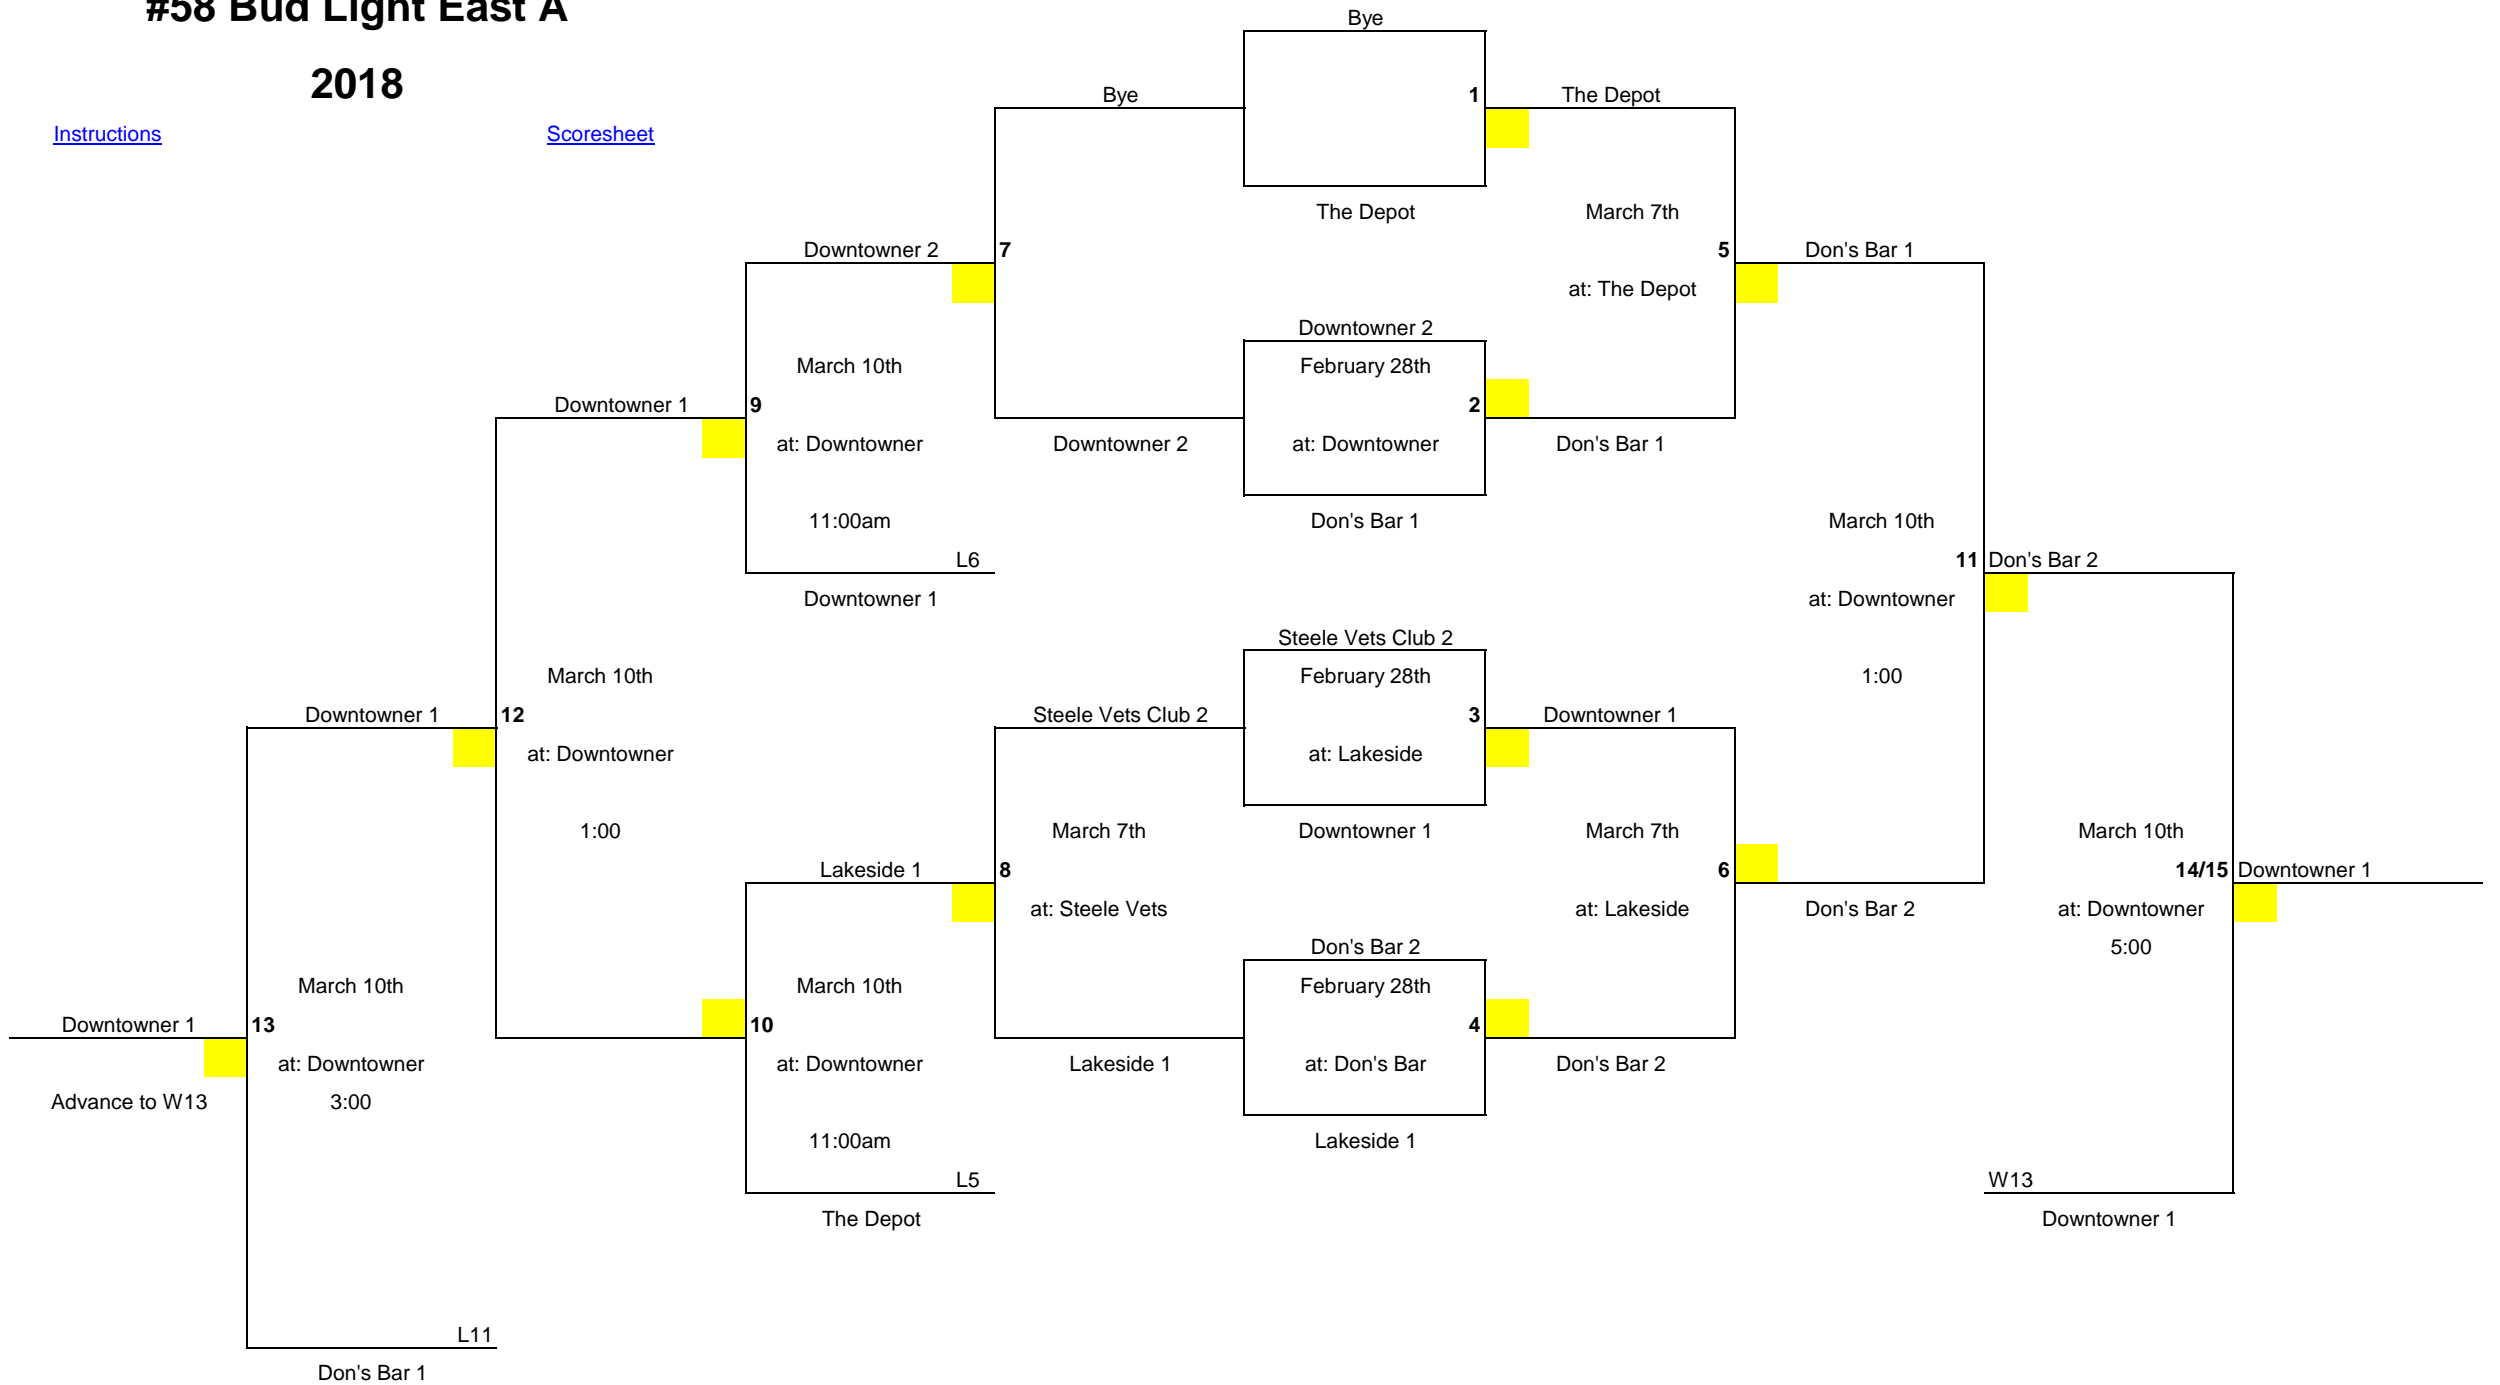 #58 Bud Light East A
2018
Instructions
Scoresheet
Bye
Bye
1
The Depot
The Depot
March 7th
Downtowner 2
7
5
Don's Bar 1
at: The Depot
Downtowner 2
March 10th
February 28th
Downtowner 1
9
2
at: Downtowner
Downtowner 2
at: Downtowner
Don's Bar 1
11:00am
Don's Bar 1
March 10th
L6
11
Don's Bar 2
Downtowner 1
at: Downtowner
Steele Vets Club 2
March 10th
February 28th
1:00
Downtowner 1
12
Steele Vets Club 2
3
Downtowner 1
at: Downtowner
at: Lakeside
1:00
March 7th
Downtowner 1
March 7th
March 10th
Lakeside 1
8
6
14/15
Downtowner 1
at: Steele Vets
at: Lakeside
Don's Bar 2
at: Downtowner
Don's Bar 2
5:00
March 10th
March 10th
February 28th
Downtowner 1
13
10
4
at: Downtowner
at: Downtowner
Lakeside 1
at: Don's Bar
Don's Bar 2
Advance to W13
3:00
11:00am
Lakeside 1
L5
W13
The Depot
Downtowner 1
L11
Don's Bar 1